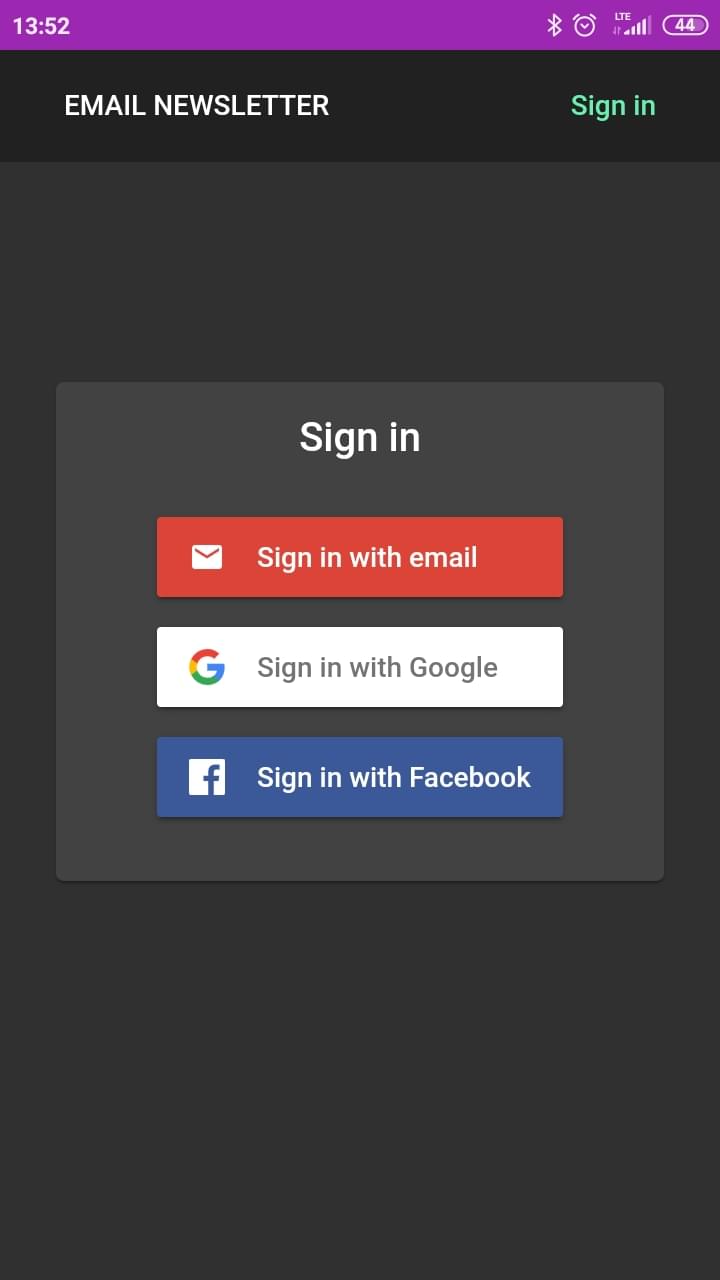 13:52 LTE 44
EMAIL NEWSLETTER Sign in
Sign in
Sign in with email
Sign in with Google
Sign in with Facebook